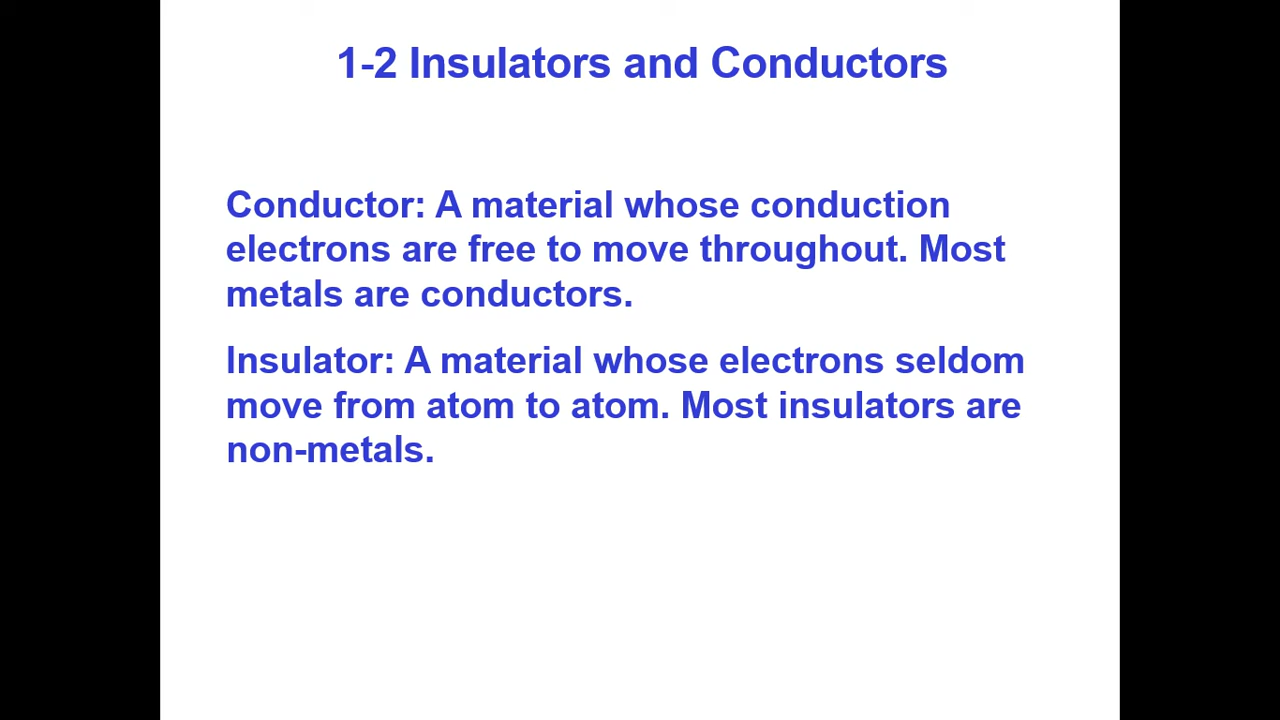 1-2 Insulators and Conductors
Conductor: A material whose conduction
electrons are free to move throughout. Most
metals are conductors.
Insulator: A material whose electrons seldom
move from atom to atom. Most insulators are
non-metals.